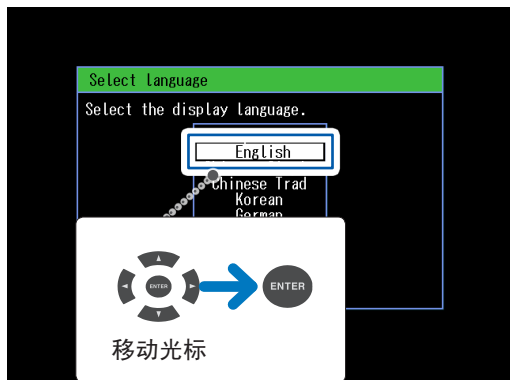 Select language
Select the display language.
English
Chinese Trad
Korean
German
ENTER
ENTER
移动光标